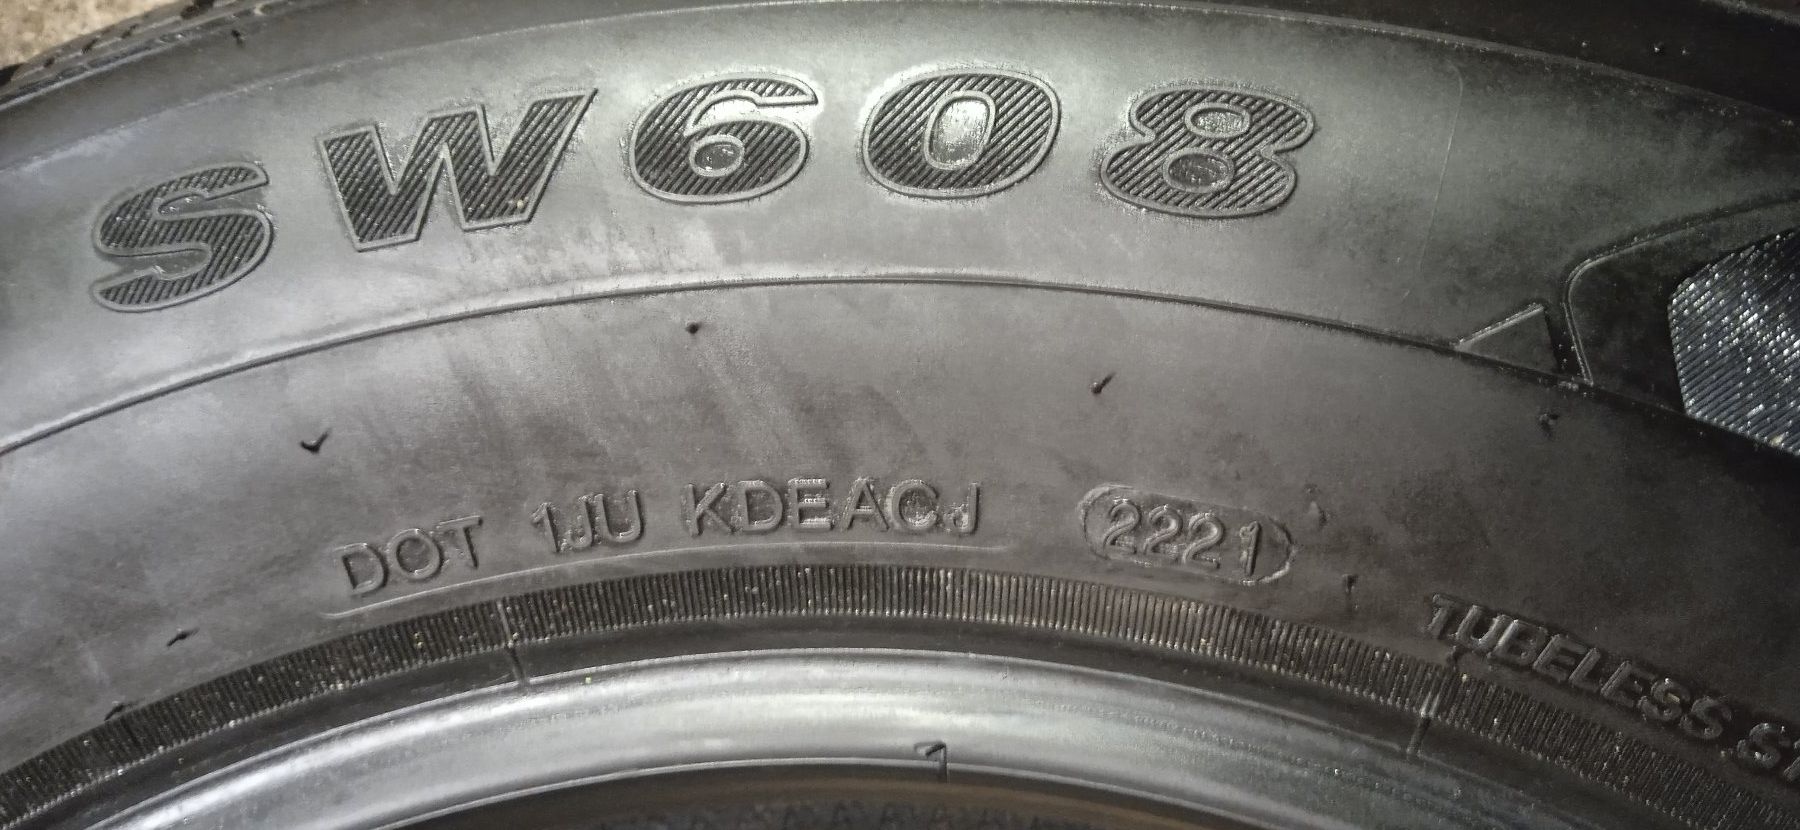 SW608
DOT 1JU KDEACJ 2221
TUBELESS